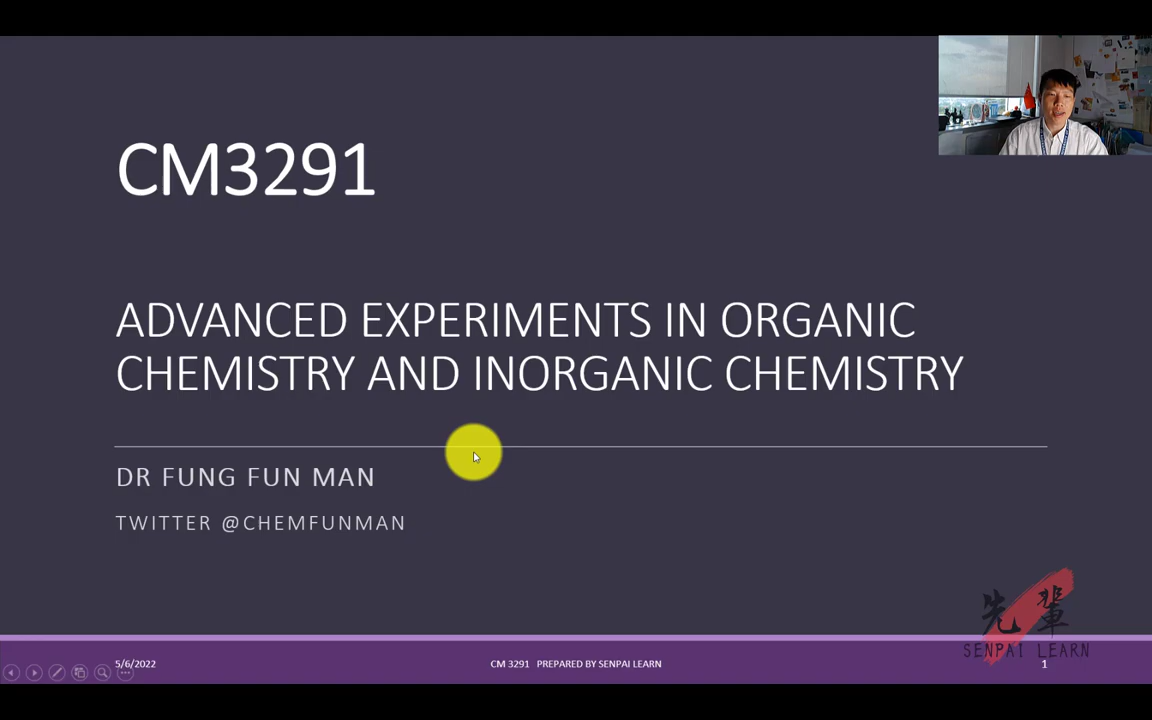 CM3291
ADVANCED EXPERIMENTS IN ORGANIC
CHEMISTRY AND INORGANIC CHEMISTRY
DR FUNG FUN MAN
TWITTER @CHEMFUNMAN
先輩
SENPAI LEARN
5/6/2022
CM 3291 PREPARED BY SENPAI LEARN
1